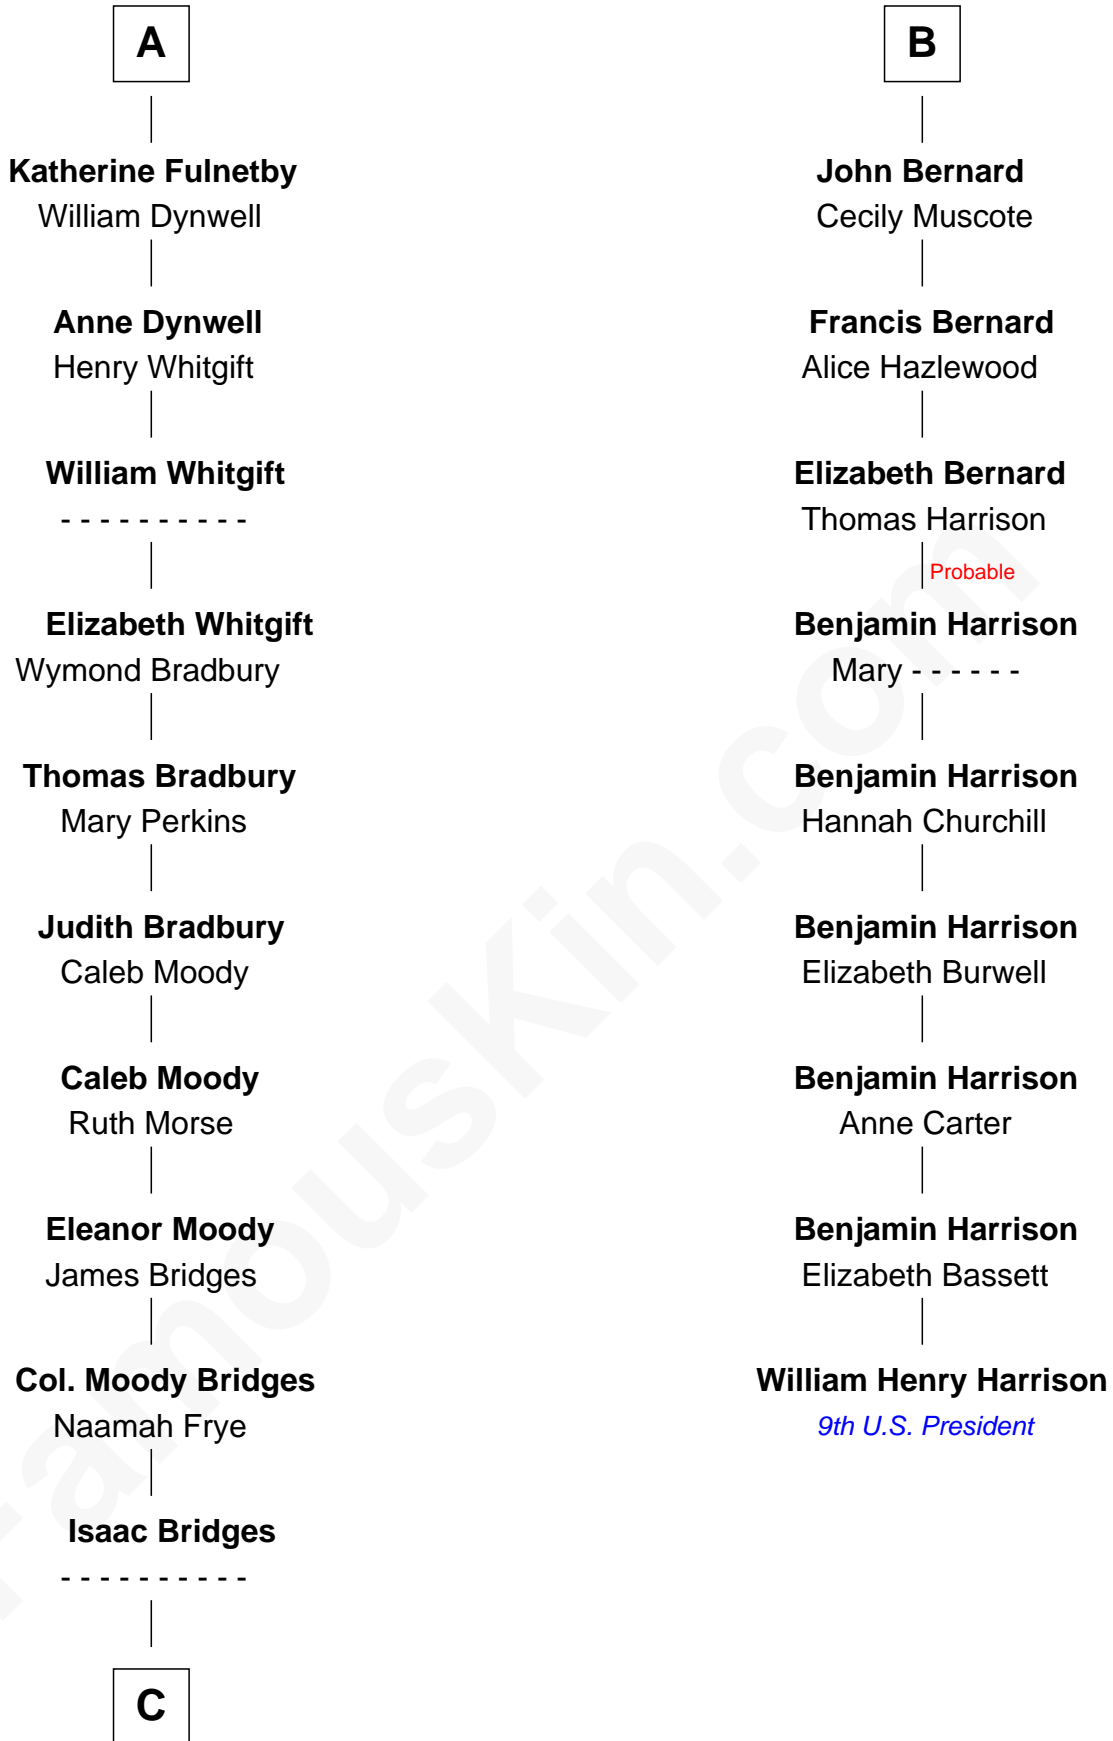 A
Katherine Fulnetby
William Dynwell
Anne Dynwell
Henry Whitgift
William Whitgift
- - - - - - - - - -
Elizabeth Whitgift
Wymond Bradbury
Thomas Bradbury
Mary Perkins
Judith Bradbury
Caleb Moody
Caleb Moody
Ruth Morse
Eleanor Moody
James Bridges
Col. Moody Bridges
Naamah Frye
Isaac Bridges
- - - - - - - - - -
C
B
John Bernard
Cecily Muscote
Francis Bernard
Alice Hazlewood
Elizabeth Bernard
Thomas Harrison
Probable
Benjamin Harrison
Mary - - - - - -
Benjamin Harrison
Hannah Churchill
Benjamin Harrison
Elizabeth Burwell
Benjamin Harrison
Anne Carter
Benjamin Harrison
Elizabeth Bassett
William Henry Harrison
9th U.S. President
FamousKin.com